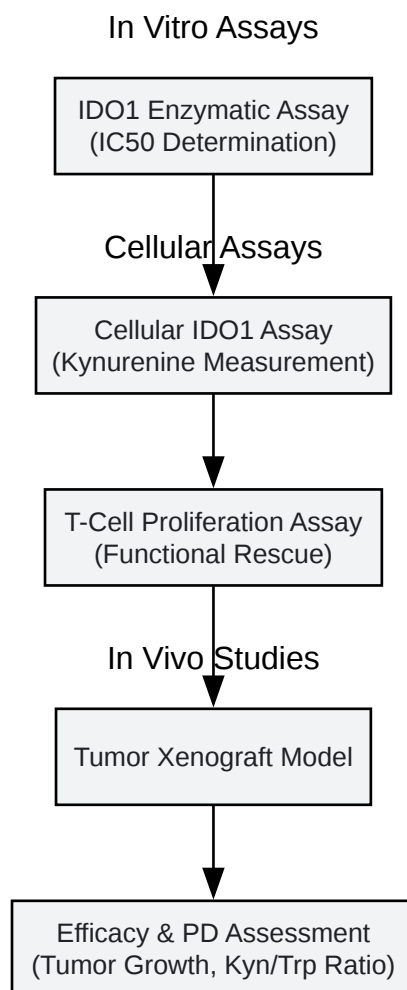 In Vitro Assays
IDO1 Enzymatic Assay
(IC50 Determination)
Cellular Assays
Cellular IDO1 Assay
(Kynurenine Measurement)
T-Cell Proliferation Assay
(Functional Rescue)
In Vivo Studies
Tumor Xenograft Model
Efficacy & PD Assessment
(Tumor Growth, Kyn/Trp Ratio)